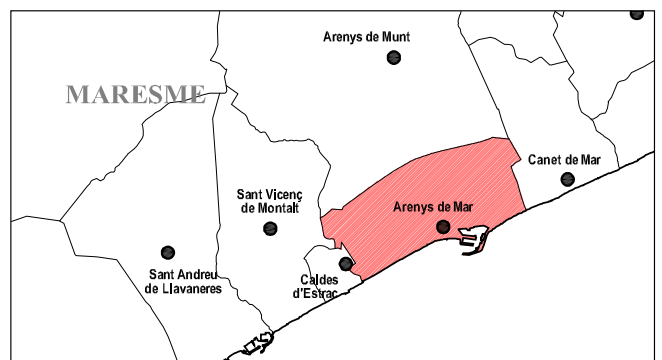 Arenys de Munt
MARESME
Canet de Mar
Sant Vicenç
de Montalt
Arenys de Mar
Sant Andreu
de Llavaneres
Caldes
d'Estrac